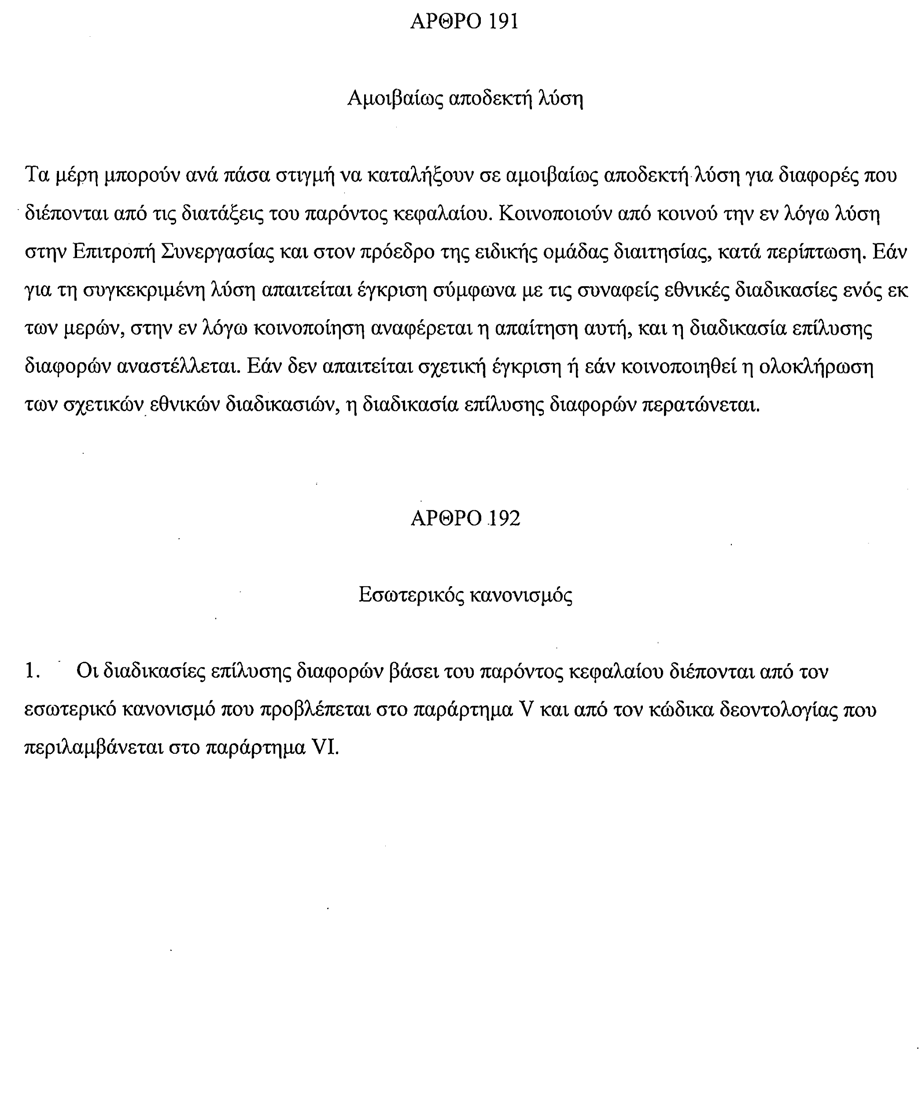 ΑΡΘΡΟ 191
Αμοιβαίως αποδεκτή λύση
Τα μέρη μπορούν ανά πάσα στιγμή να καταλήξουν σε αμοιβαίως αποδεκτή λύση για διαφορές που
διέπονται από τις διατάξεις του παρόντος κεφαλαίου. Κοινοποιούν από κοινού την εν λόγω λύση
στην Επιτροπή Συνεργασίας και στον πρόεδρο της ειδικής ομάδας διαιτησίας, κατά περίπτωση. Εάν
για τη συγκεκριμένη λύση απαιτείται έγκριση σύμφωνα με τις συναφείς εθνικές διαδικασίες ενός εκ
των μερών, στην εν λόγω κοινοποίηση αναφέρεται η απαίτηση αυτή, και η διαδικασία επίλυσης
διαφορών αναστέλλεται. Εάν δεν απαιτείται σχετική έγκριση ή εάν κοινοποιηθεί η ολοκλήρωση
των σχετικών εθνικών διαδικασιών, η διαδικασία επίλυσης διαφορών περατώνεται.
ΑΡΘΡΟ 192
Εσωτερικός κανονισμός
1. Οι διαδικασίες επίλυσης διαφορών βάσει του παρόντος κεφαλαίου διέπονται από τον
εσωτερικό κανονισμό που προβλέπεται στο παράρτημα V και από τον κώδικα δεοντολογίας που
περιλαμβάνεται στο παράρτημα VI.